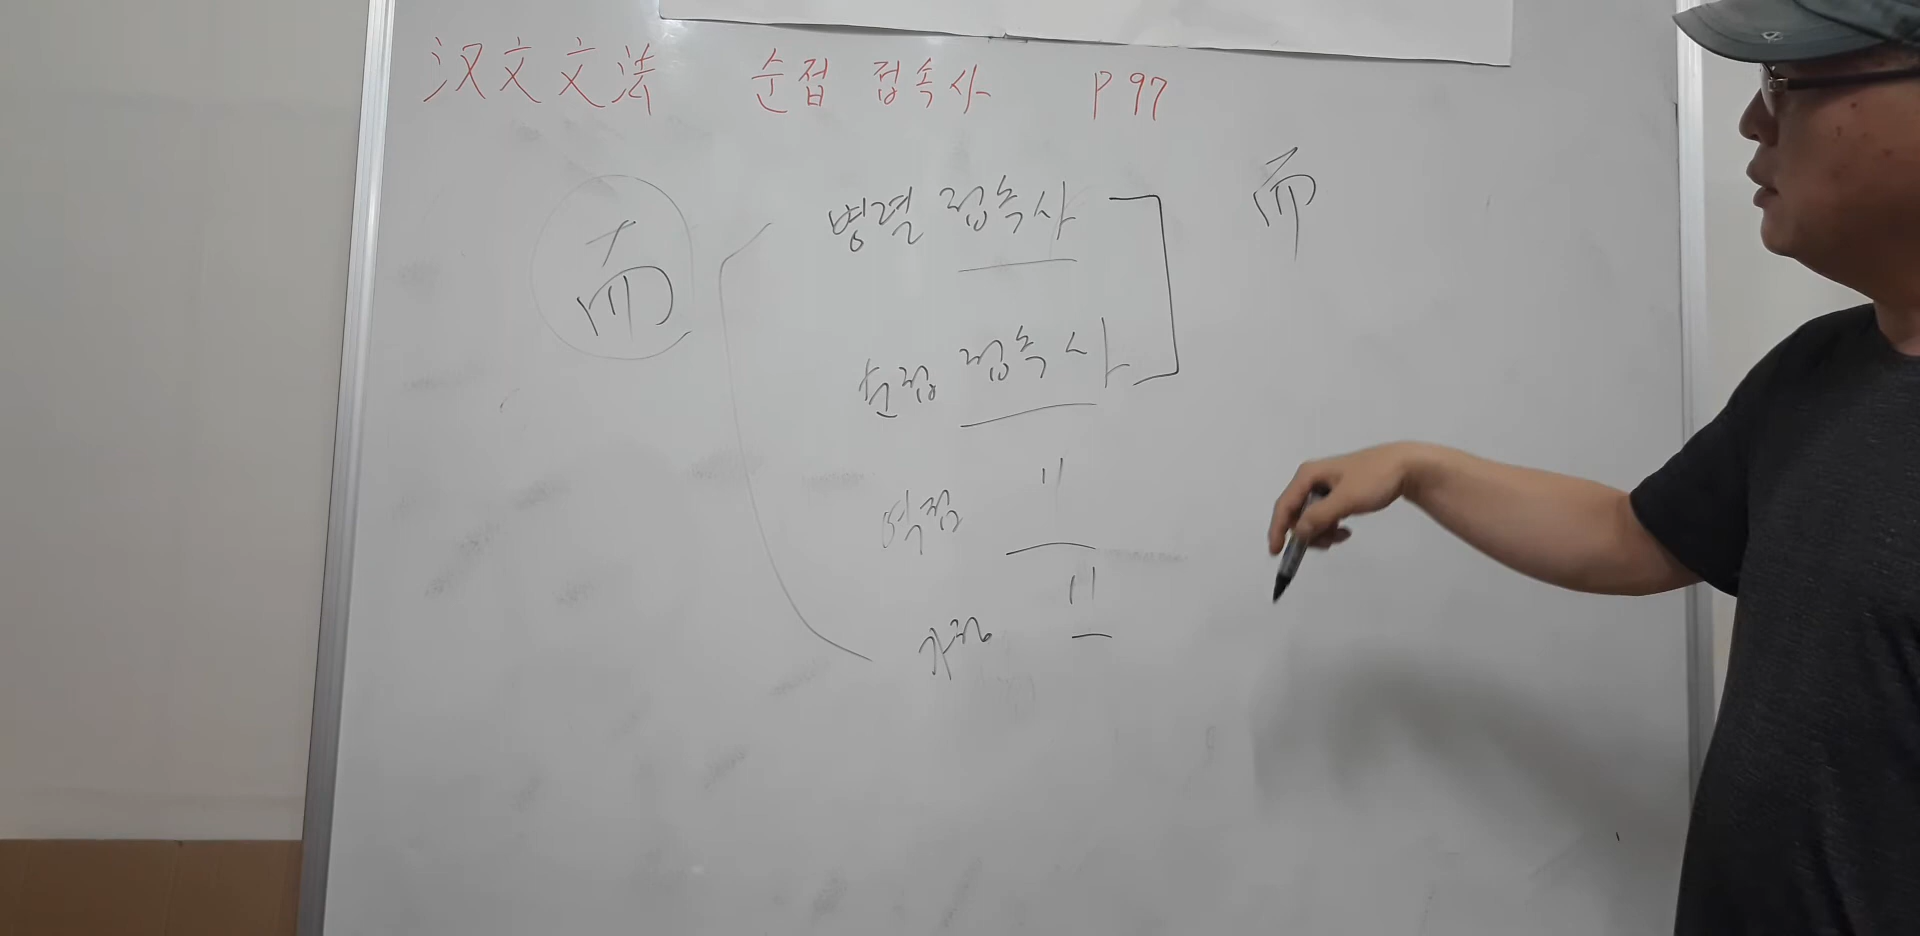 汉文文法 순접 접속사 P 97
병렬 접속사 而
而
순접 접속사
역접 〃
가정 〃